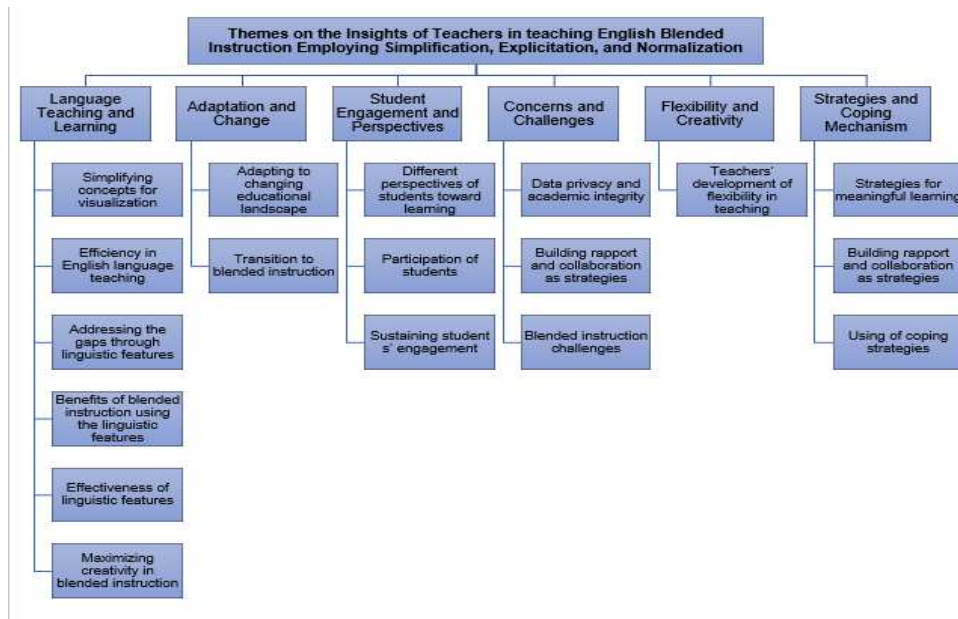 Themes on the Insights of Teachers in teaching English Blended
Instruction Employing Simplification, Explicitation, and Normalization
Language
Teaching and
Learning
Simplifying
concepts for
visualization
Efficiency in
English language
teaching
Addressing the
gaps through
linguistic features
Benefits of blended
instruction using
the linguistic
features
Effectiveness of
linguistic features
Maximizing
creativity in
blended instruction
Adaptation and
Change
Adapting to
changing
educational
landscape
Transition to
blended instruction
Student
Engagement and
Perspectives
Different
perspectives of
students toward
learning
Participation of
students
Sustaining student
s’ engagement
Concerns and
Challenges
Data privacy and
academic integrity
Building rapport
and collaboration
as strategies
Blended instruction
challenges
Flexibility and
Creativity
Teachers’
development of
flexibility in
teaching
Strategies and
Coping
Mechanism
Strategies for
meaningful learning
Building rapport
and collaboration
as strategies
Using of coping
strategies